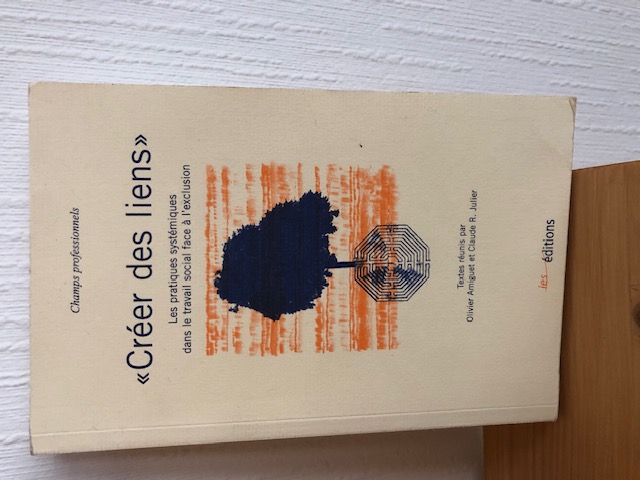 Champs professionnels
«Créer des liens»
Les pratiques systémiques
dans le travail social face à l'exclusion
Textes réunis par
Olivier Amiguet et Claude R. Julier
ies éditions